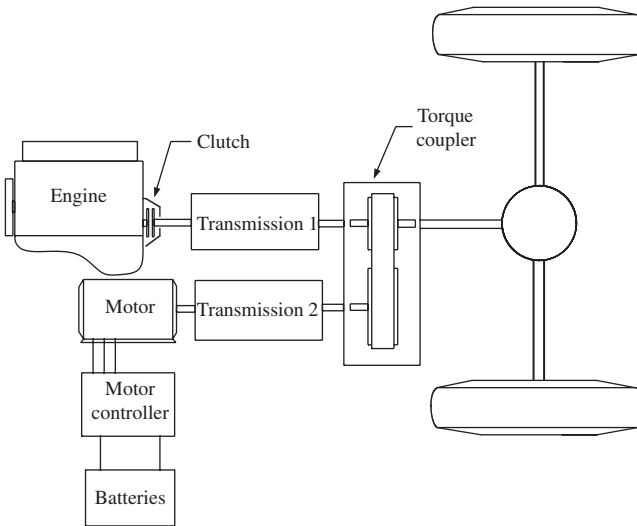 Torque
coupler
Clutch
Engine
Transmission 1
Motor
Transmission 2
Motor
controller
Batteries